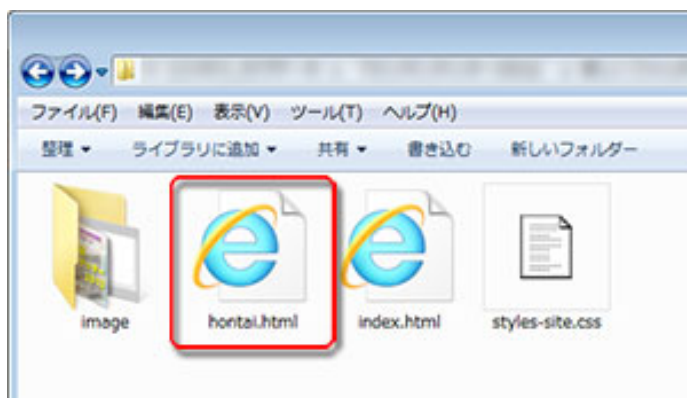 ファイル(F) 編集(E) 表示(V) ツール(T) ヘルプ(H)
整理 ライブラリに追加 共有 書き込む 新しいフォルダー
image hontai.html index.html styles-site.css